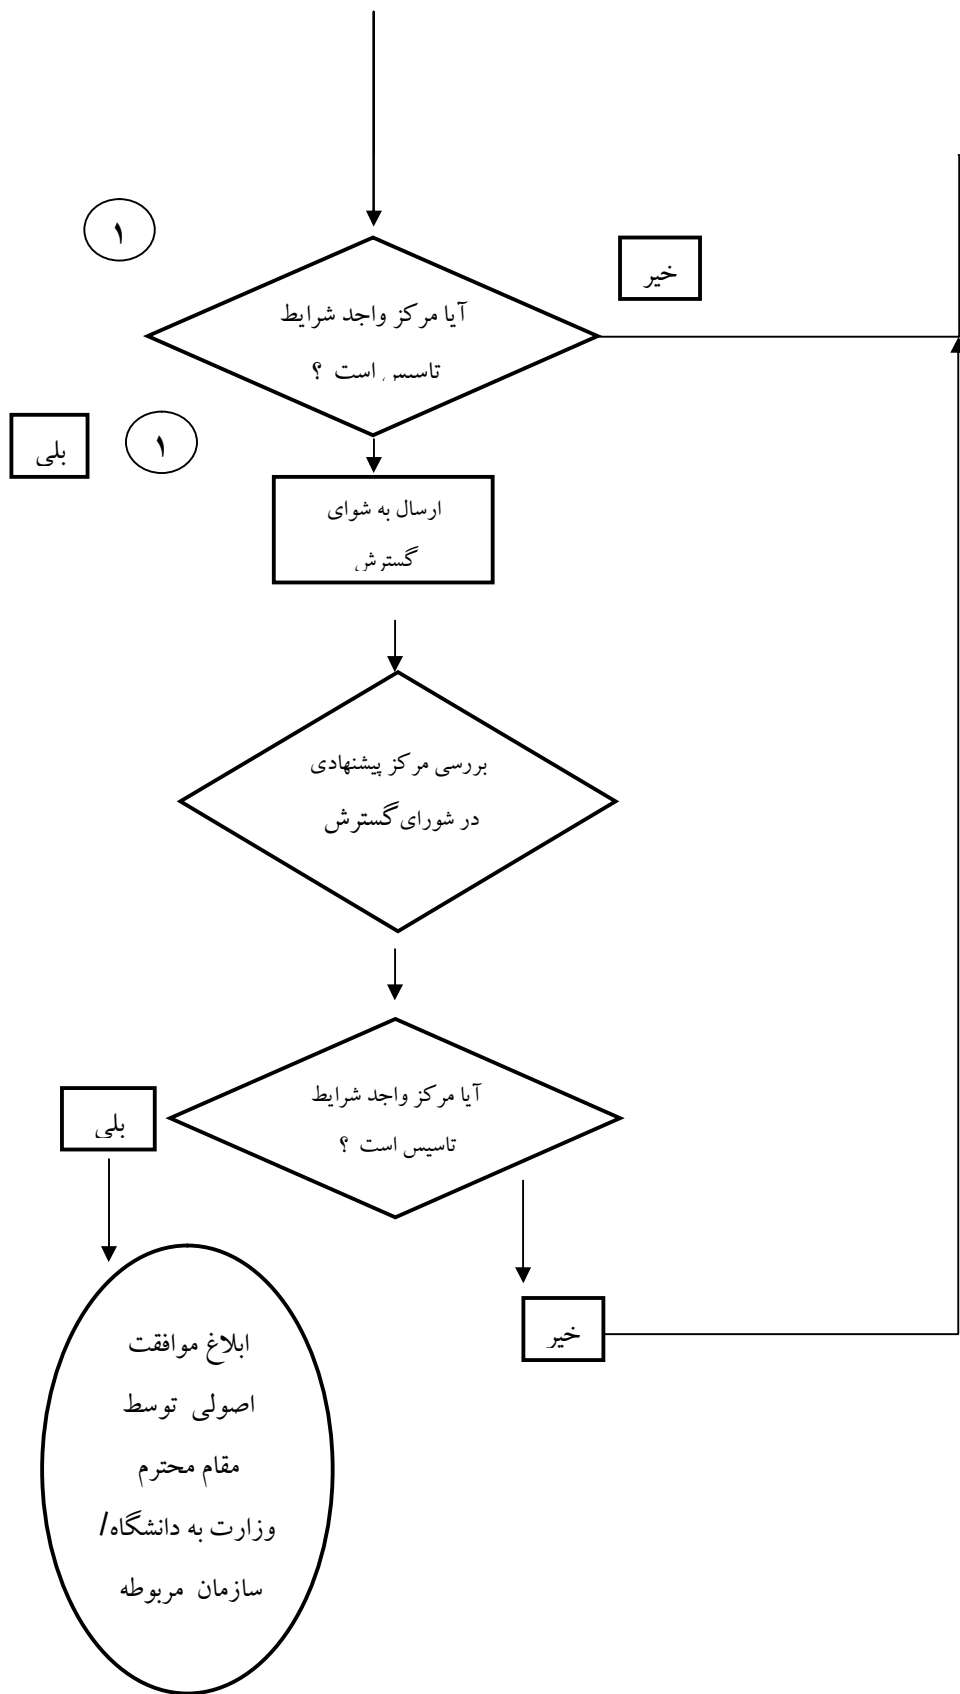 ۱
خیر
آیا مرکز واجد شرایط
تاسیس است ؟
بلی
۱
ارسال به شوای
گسترش
بررسی مرکز پیشنهادی
در شورای گسترش
آیا مرکز واجد شرایط
تاسیس است ؟
بلی
خیر
ابلاغ موافقت
اصولی توسط
مقام محترم
وزارت به دانشگاه/
سازمان مربوطه